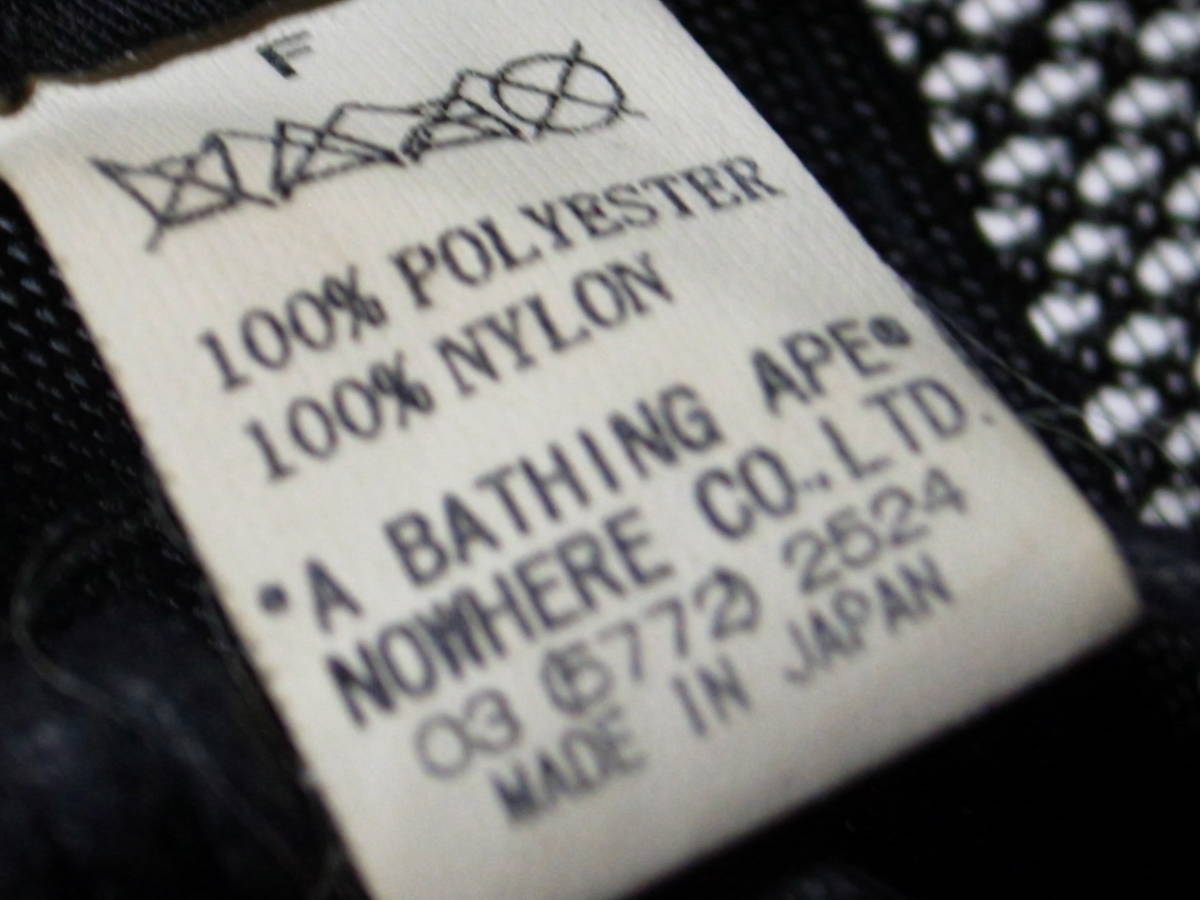 F
100% POLYESTER
100% NYLON
•A BATHING APE®
NOWHERE CO.,LTD.
03 (5772) 2524
MADE IN JAPAN